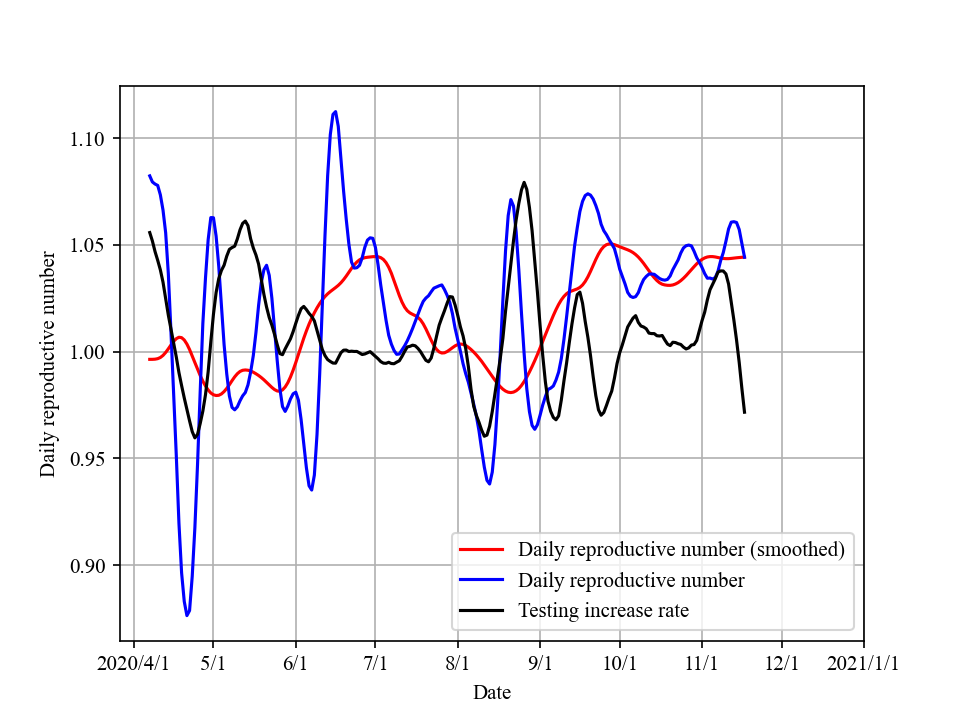 Daily reproductive number
1.10
1.05
1.00
0.95
0.90
Daily reproductive number (smoothed)
Daily reproductive number
Testing increase rate
2020/4/1 5/1 6/1 7/1 8/1 9/1 10/1 11/1 12/1 2021/1/1
Date